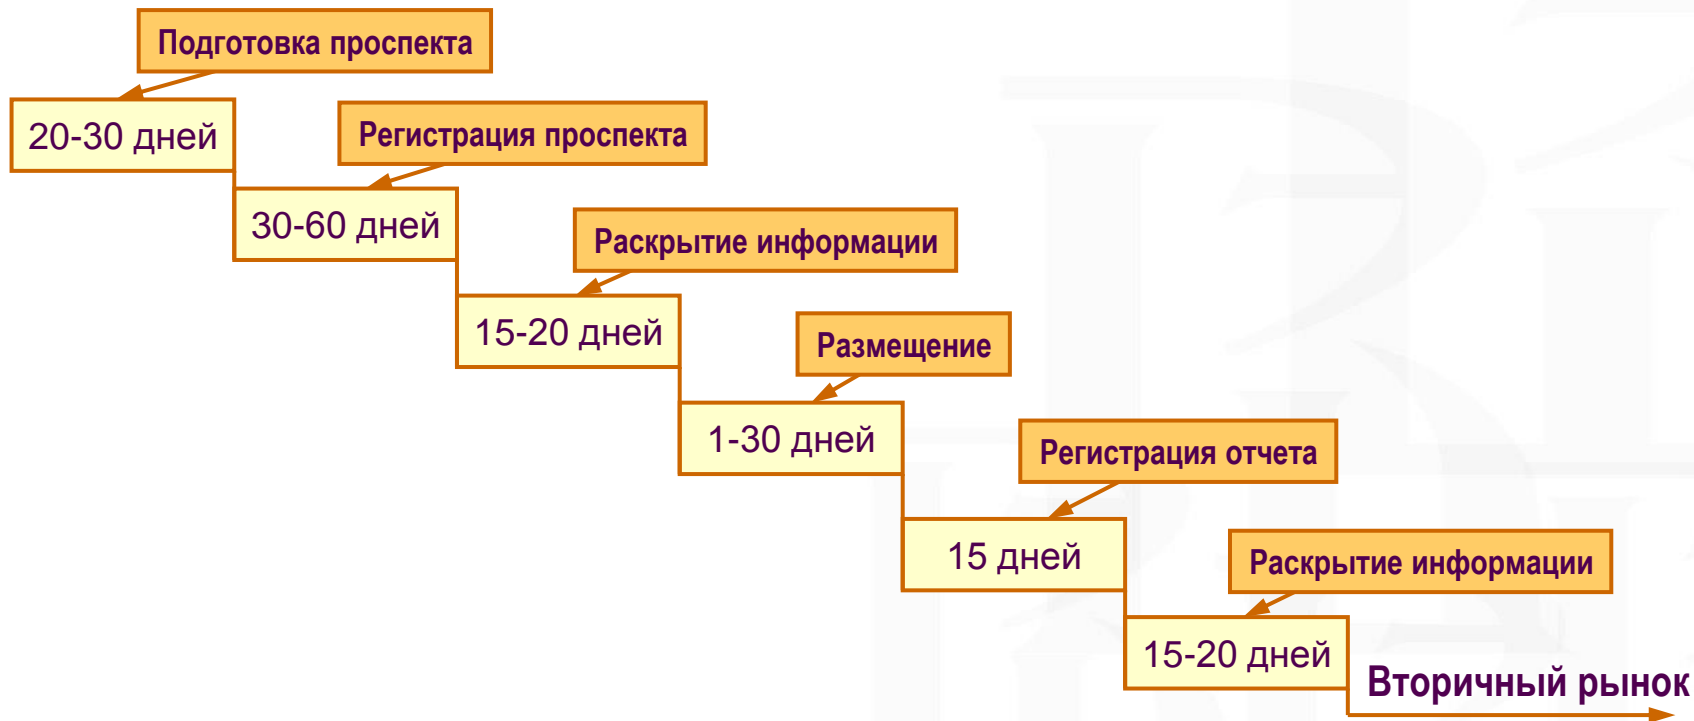 Подготовка проспекта
20-30 дней
Регистрация проспекта
30-60 дней
Раскрытие информации
15-20 дней
Размещение
1-30 дней
Регистрация отчета
15 дней
Раскрытие информации
15-20 дней
Вторичный рынок